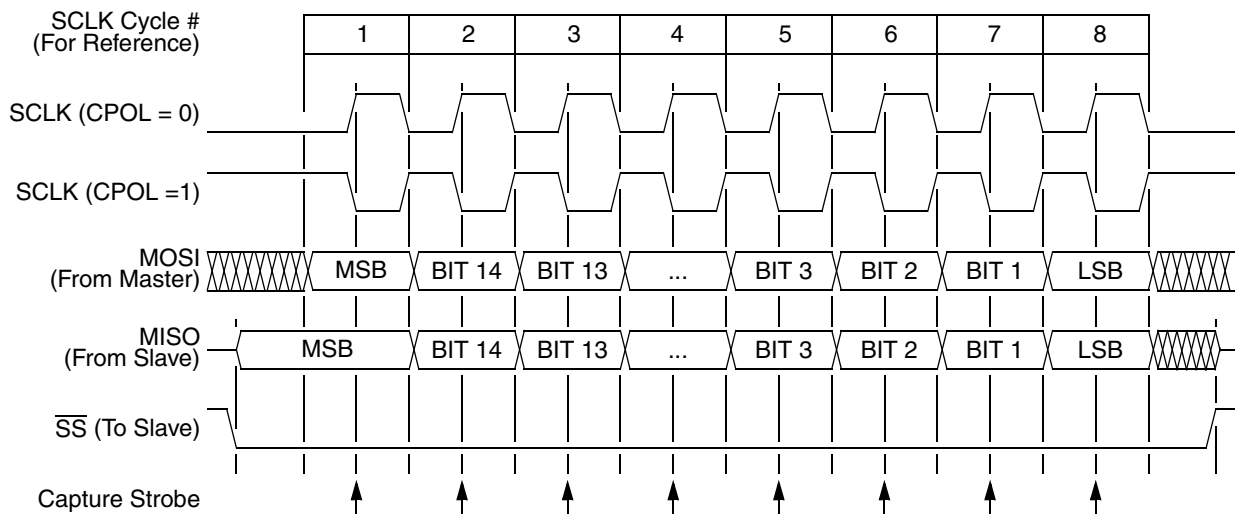 SCLK Cycle #
(For Reference)
1 2 3 4 5 6 7 8
SCLK (CPOL = 0)
SCLK (CPOL =1)
MOSI
(From Master)
MSB BIT 14 BIT 13 ... BIT 3 BIT 2 BIT 1 LSB
MISO
(From Slave)
MSB BIT 14 BIT 13 ... BIT 3 BIT 2 BIT 1 LSB
SS (To Slave)
Capture Strobe